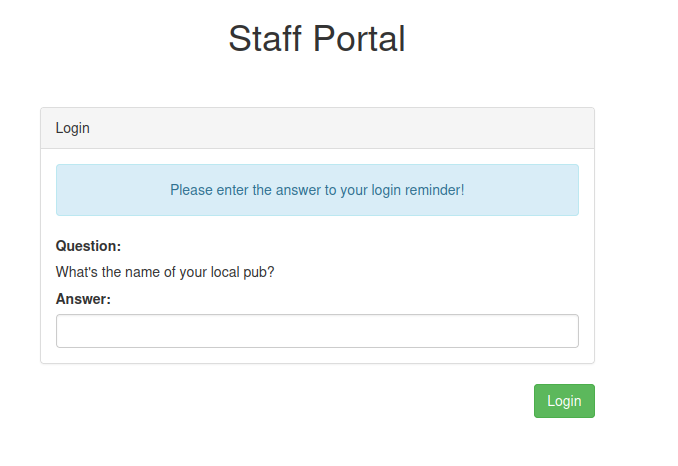 Staff Portal
Login
Please enter the answer to your login reminder!
Question:
What's the name of your local pub?
Answer:
Login